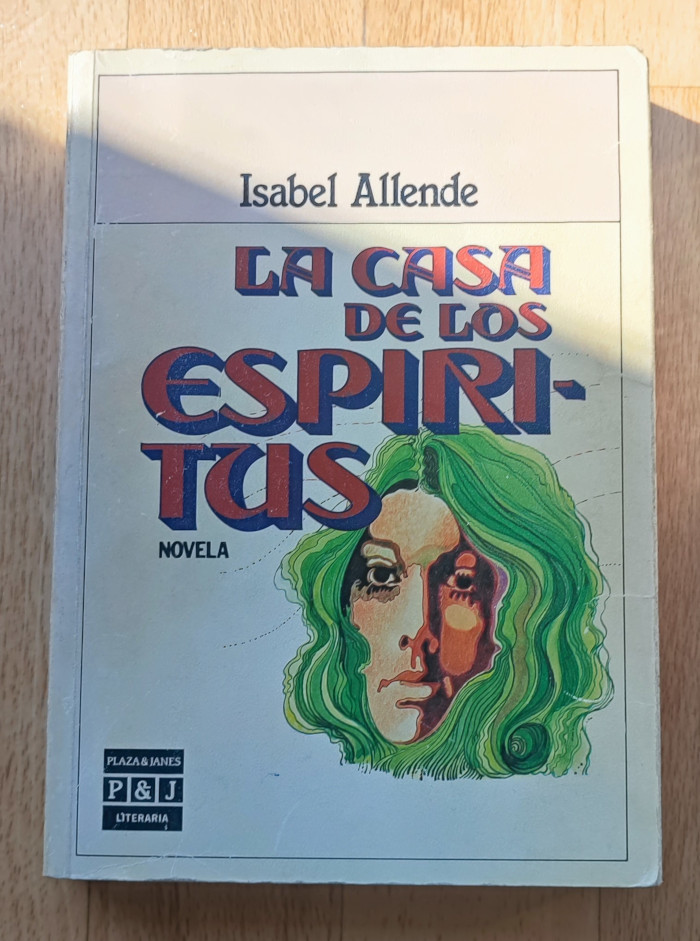 Isabel Allende
LA CASA
DE LOS
ESPIRI-
TUS
NOVELA
PLAZA & JANES
P & J
LITERARIA